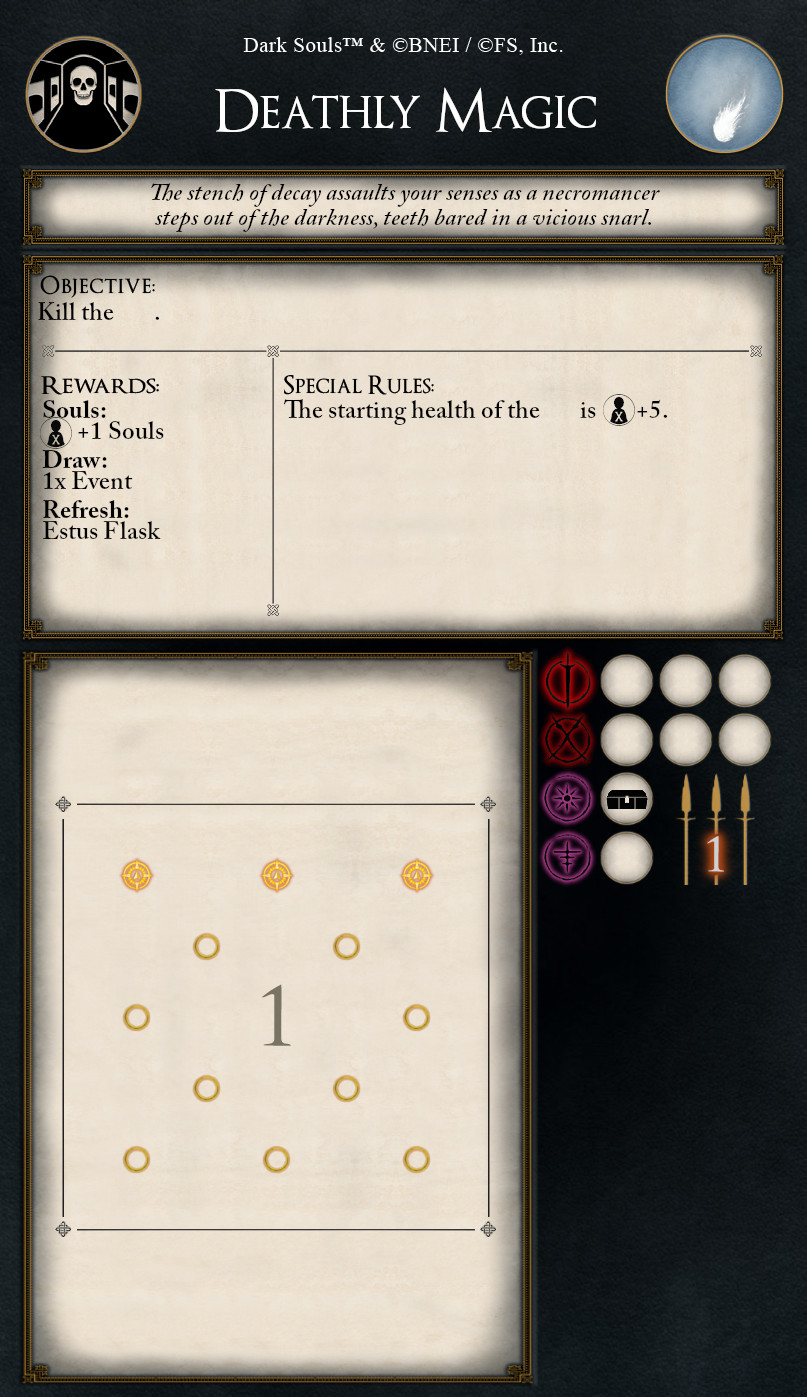 Dark Souls™ & ©BNEI / ©FS, Inc.
Deathly Magic
The stench of decay assaults your senses as a necromancer
steps out of the darkness, teeth bared in a vicious snarl.
Objective:
Kill the .
Rewards:
Souls:
X +1 Souls
Draw:
1x Event
Refresh:
Estus Flask
Special Rules:
The starting health of the is X +5.
1
1